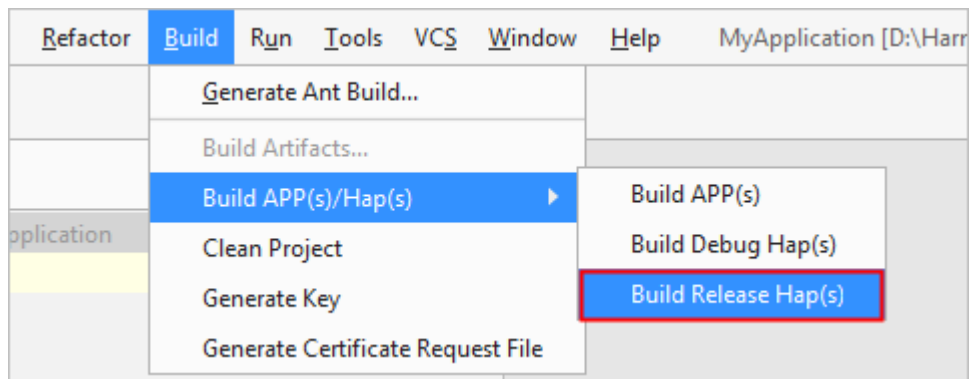 Refactor Build Run Tools VCS Window Help MyApplication [D:\Harr
Generate Ant Build...
Build Artifacts...
Build APP(s)/Hap(s)
Build APP(s)
pplication
Clean Project
Build Debug Hap(s)
Generate Key
Build Release Hap(s)
Generate Certificate Request File